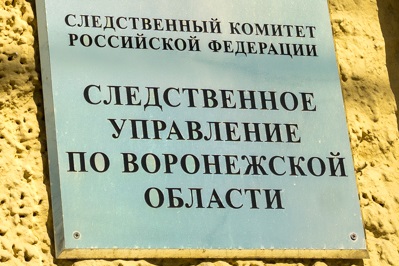 СЛЕДСТВЕННЫЙ КОМИТЕТ
РОССИЙСКОЙ ФЕДЕРАЦИИ
СЛЕДСТВЕННОЕ
УПРАВЛЕНИЕ
ПО ВОРОНЕЖСКОЙ
ОБЛАСТИ